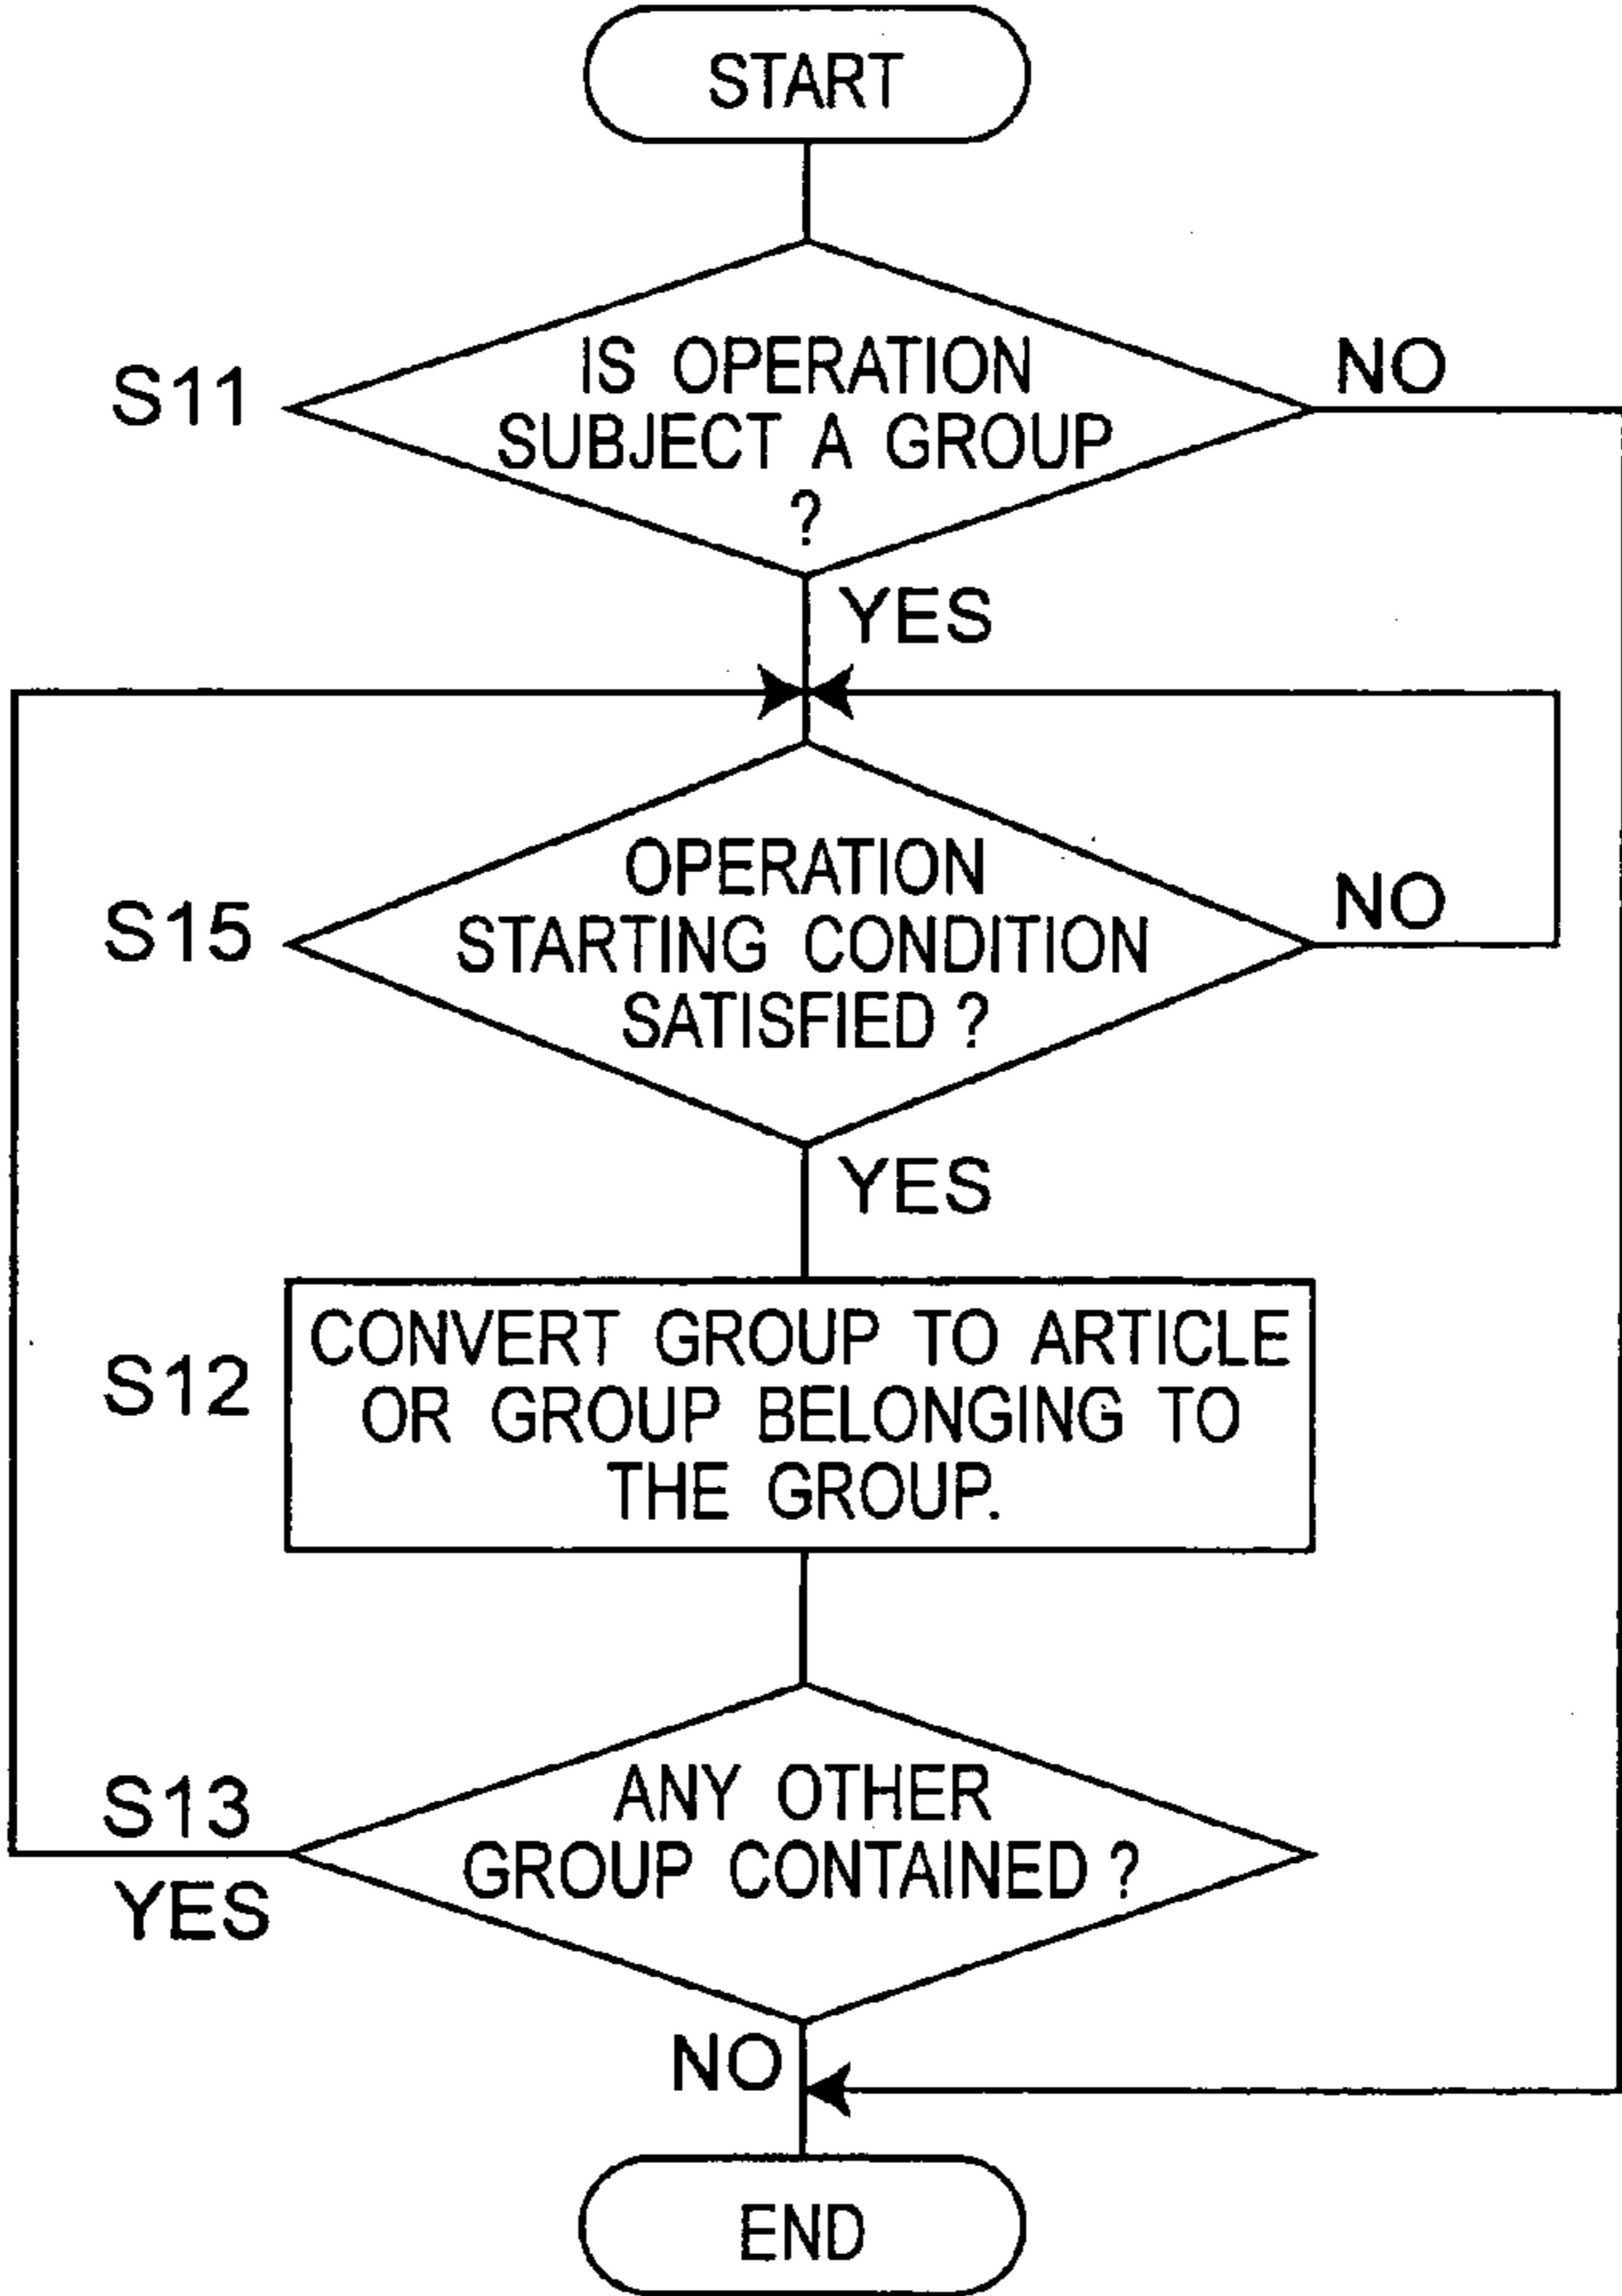 START
S11
IS OPERATION
SUBJECT A GROUP
?
NO
YES
S15
OPERATION
STARTING CONDITION
SATISFIED ?
NO
YES
S12
CONVERT GROUP TO ARTICLE
OR GROUP BELONGING TO
THE GROUP.
S13
ANY OTHER
GROUP CONTAINED ?
YES
NO
END